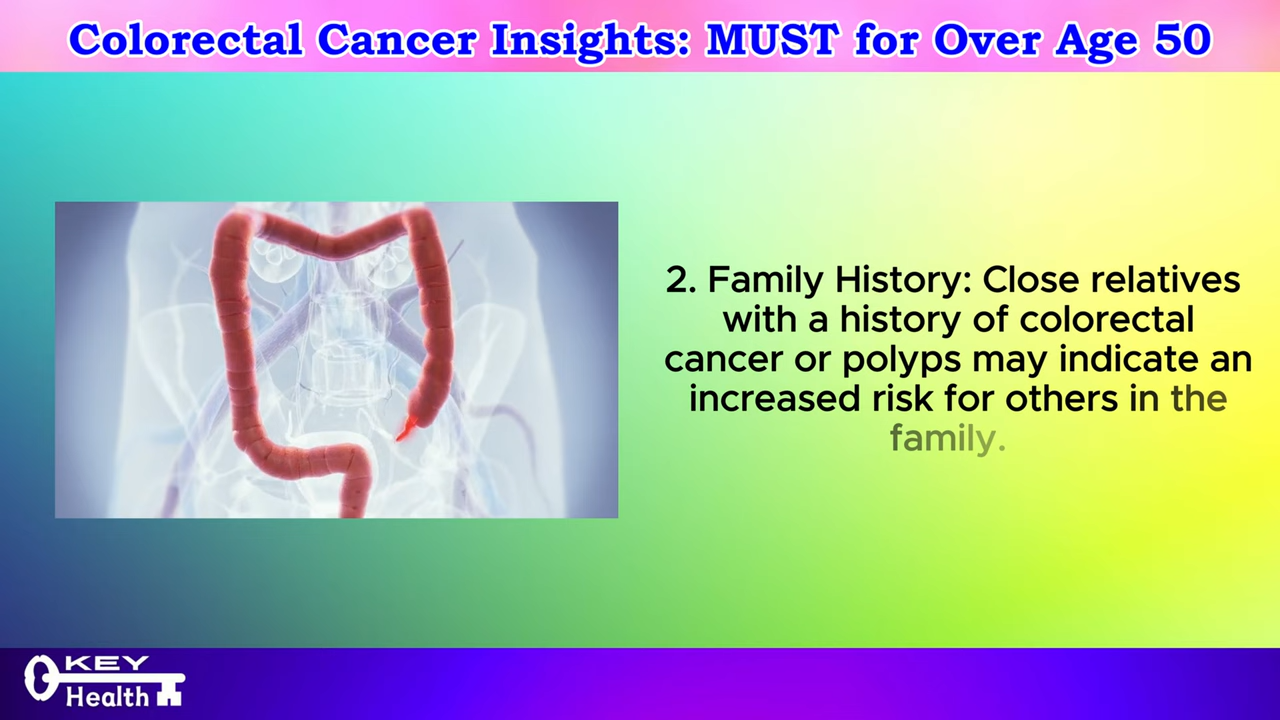 Colorectal Cancer Insights: MUST for Over Age 50
2. Family History: Close relatives
with a history of colorectal
cancer or polyps may indicate an
increased risk for others in the
family.
KEY
Health